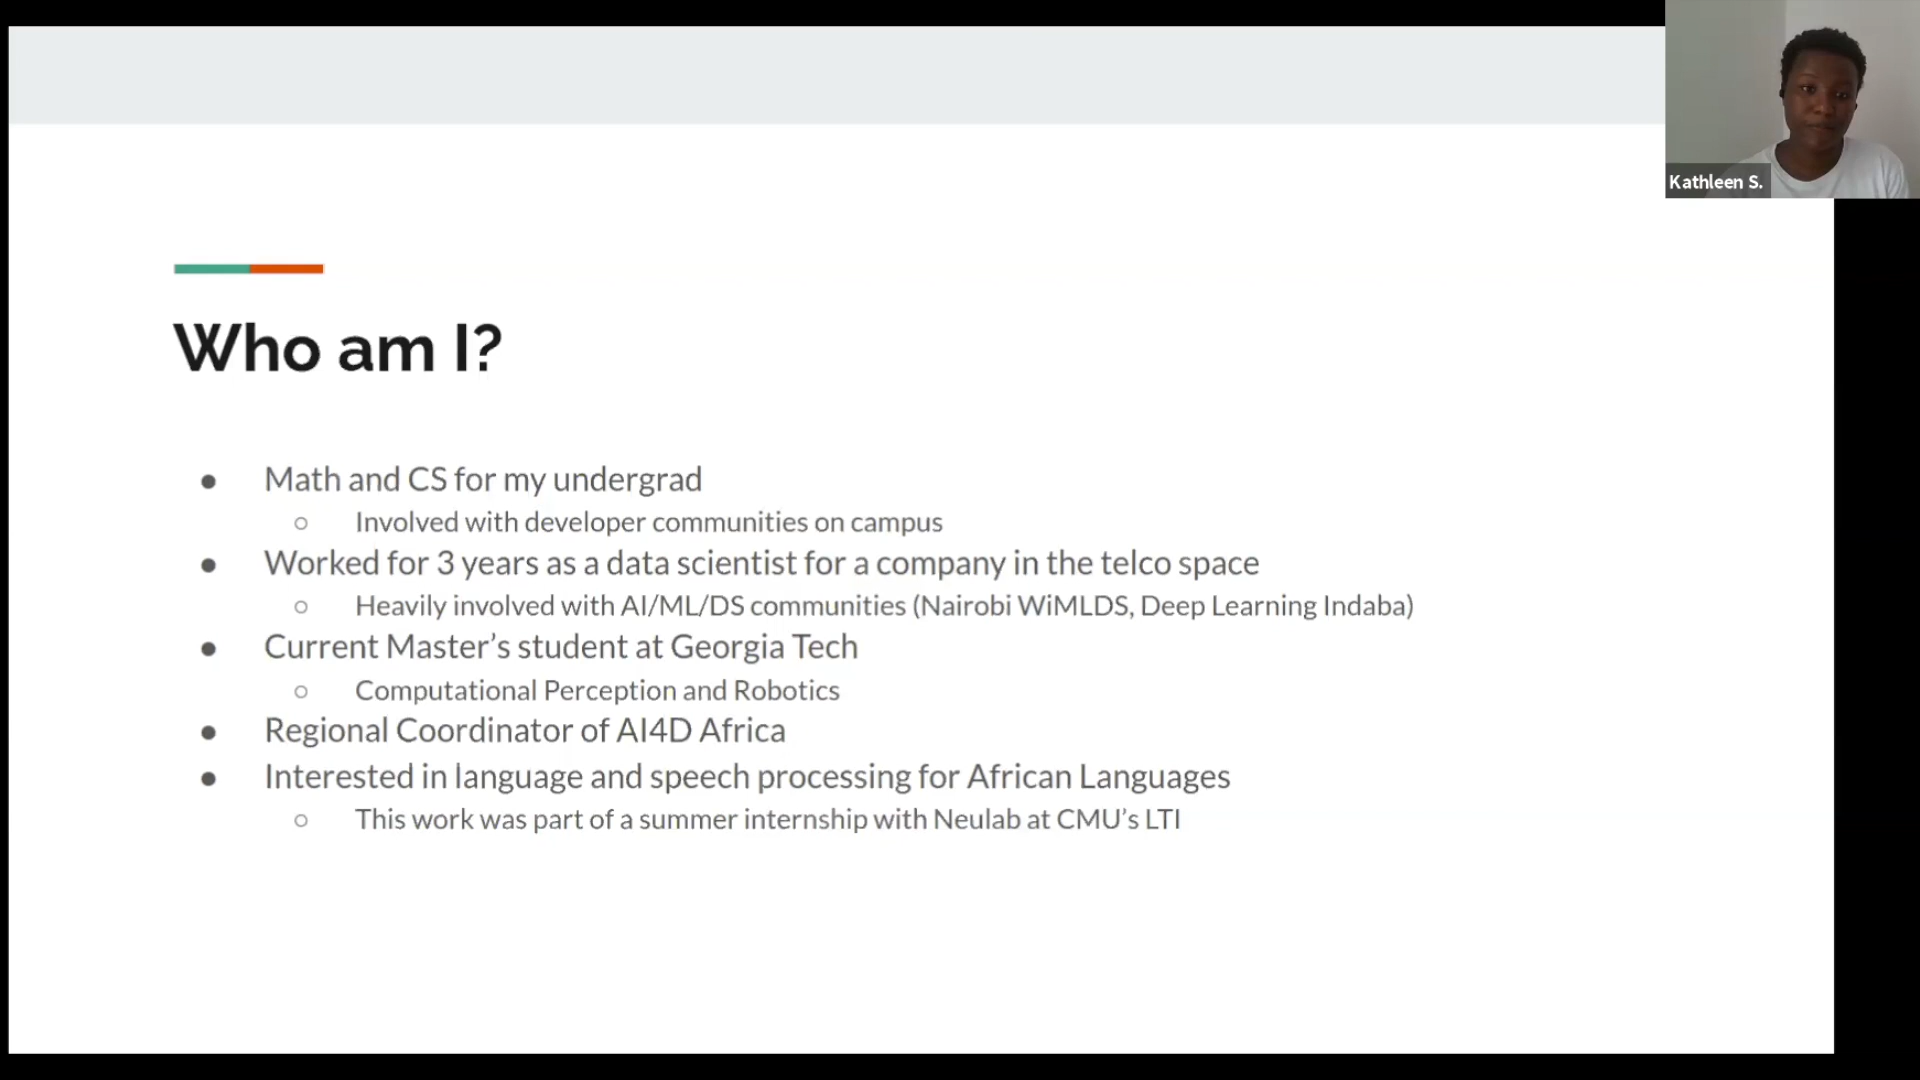 Kathleen S.
Who am I?
● Math and CS for my undergrad
○ Involved with developer communities on campus
● Worked for 3 years as a data scientist for a company in the telco space
○ Heavily involved with AI/ML/DS communities (Nairobi WiMLDS, Deep Learning Indaba)
● Current Master’s student at Georgia Tech
○ Computational Perception and Robotics
● Regional Coordinator of AI4D Africa
● Interested in language and speech processing for African Languages
○ This work was part of a summer internship with Neulab at CMU’s LTI